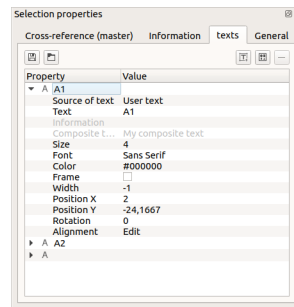 Selection properties
Cross-reference (master) Information texts General
Property Value
A A1
Source of text User text
Text A1
Information
Composite t... My composite text
Size 4
Font Sans Serif
Color #000000
Frame
Width -1
Position X 2
Position Y -24,1667
Rotation 0
Alignment Edit
A A2
A